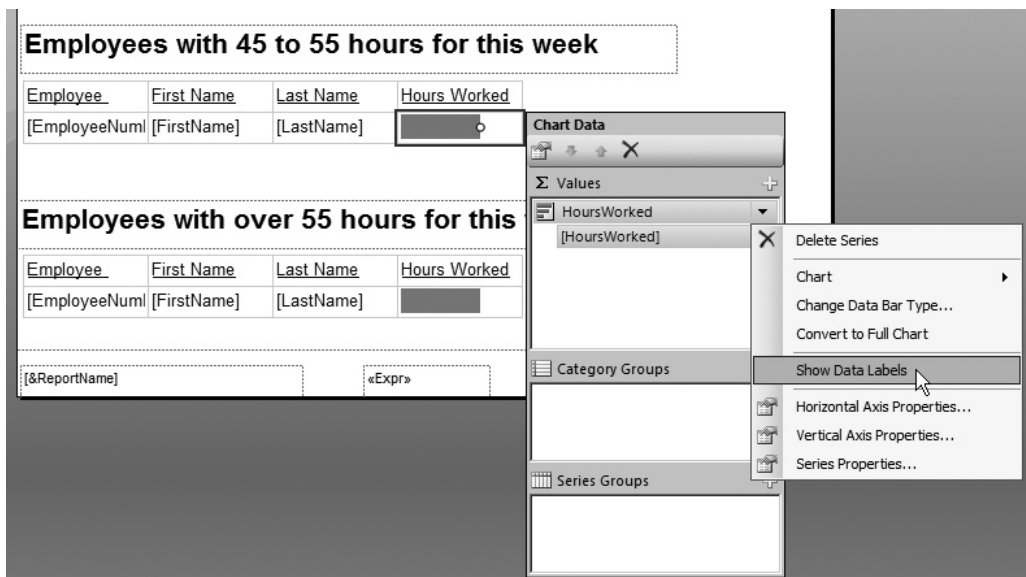 Employees with 45 to 55 hours for this week
Employee First Name Last Name Hours Worked
[EmployeeNuml [FirstName] [LastName]
Employees with over 55 hours for this
Employee First Name Last Name Hours Worked
[EmployeeNuml [FirstName] [LastName]
[&ReportName] «Expr»
Chart Data
Σ Values
HoursWorked
[HoursWorked]
Category Groups
Series Groups
Delete Series
Chart
Change Data Bar Type...
Convert to Full Chart
Show Data Labels
Horizontal Axis Properties...
Vertical Axis Properties...
Series Properties...